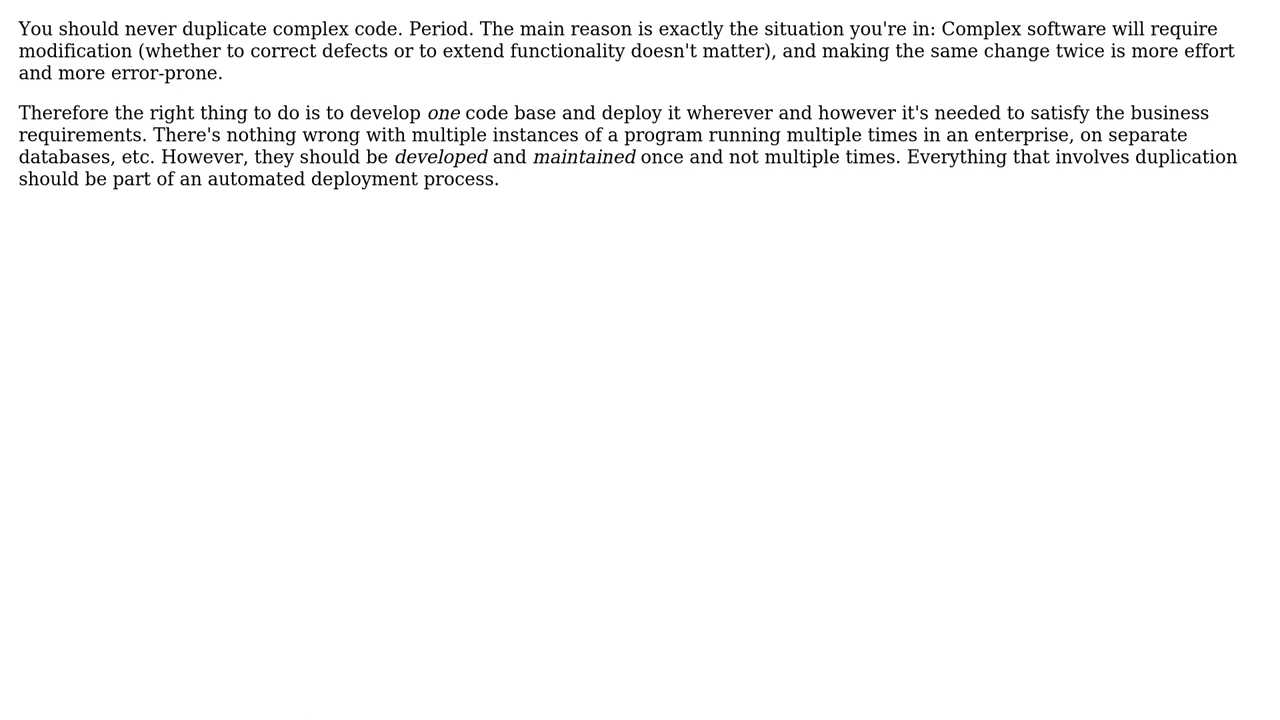 You should never duplicate complex code. Period. The main reason is exactly the situation you're in: Complex software will require
modification (whether to correct defects or to extend functionality doesn't matter), and making the same change twice is more effort
and more error-prone.
Therefore the right thing to do is to develop one code base and deploy it wherever and however it's needed to satisfy the business
requirements. There's nothing wrong with multiple instances of a program running multiple times in an enterprise, on separate
databases, etc. However, they should be developed and maintained once and not multiple times. Everything that involves duplication
should be part of an automated deployment process.